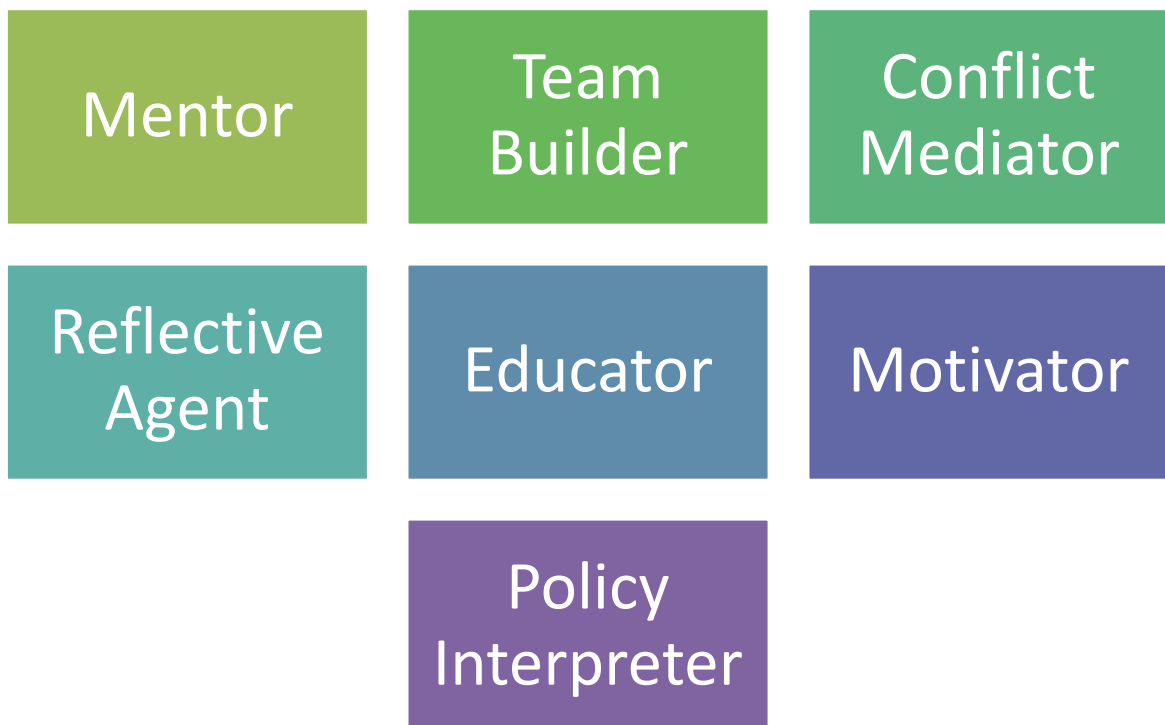 Mentor
Team
Builder
Conflict
Mediator
Reflective
Agent
Educator
Motivator
Policy
Interpreter